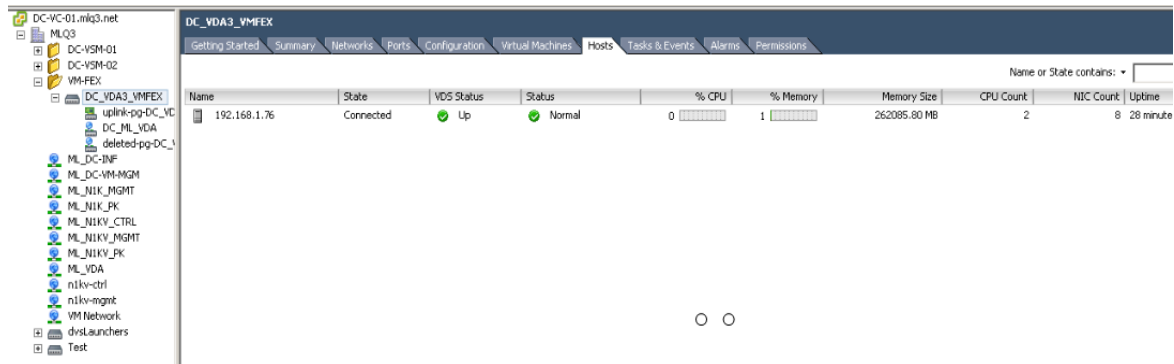 DC-VC-01.mlq3.net
MLQ3
DC-VSM-01
DC-VSM-02
VM-FEX
DC_VDA3_VMFEX
uplink-pg-DC_VD
DC_ML_VDA
deleted-pg-DC_V
ML_DC-INF
ML_DC-VM-MGM
ML_N1K_MGMT
ML_N1K_PK
ML_N1KV_CTRL
ML_N1KV_MGMT
ML_N1KV_PK
ML_VDA
n1kv-ctrl
n1kv-mgmt
VM Network
dvsLaunchers
Test
DC_VDA3_VMFEX
Getting Started Summary Networks Ports Configuration Virtual Machines Hosts Tasks & Events Alarms Permissions
Name or State contains:
Name State VDS Status Status % CPU % Memory Memory Size CPU Count NIC Count Uptime
192.168.1.76 Connected Up Normal 0 1 262085.80 MB 2 8 28 minute